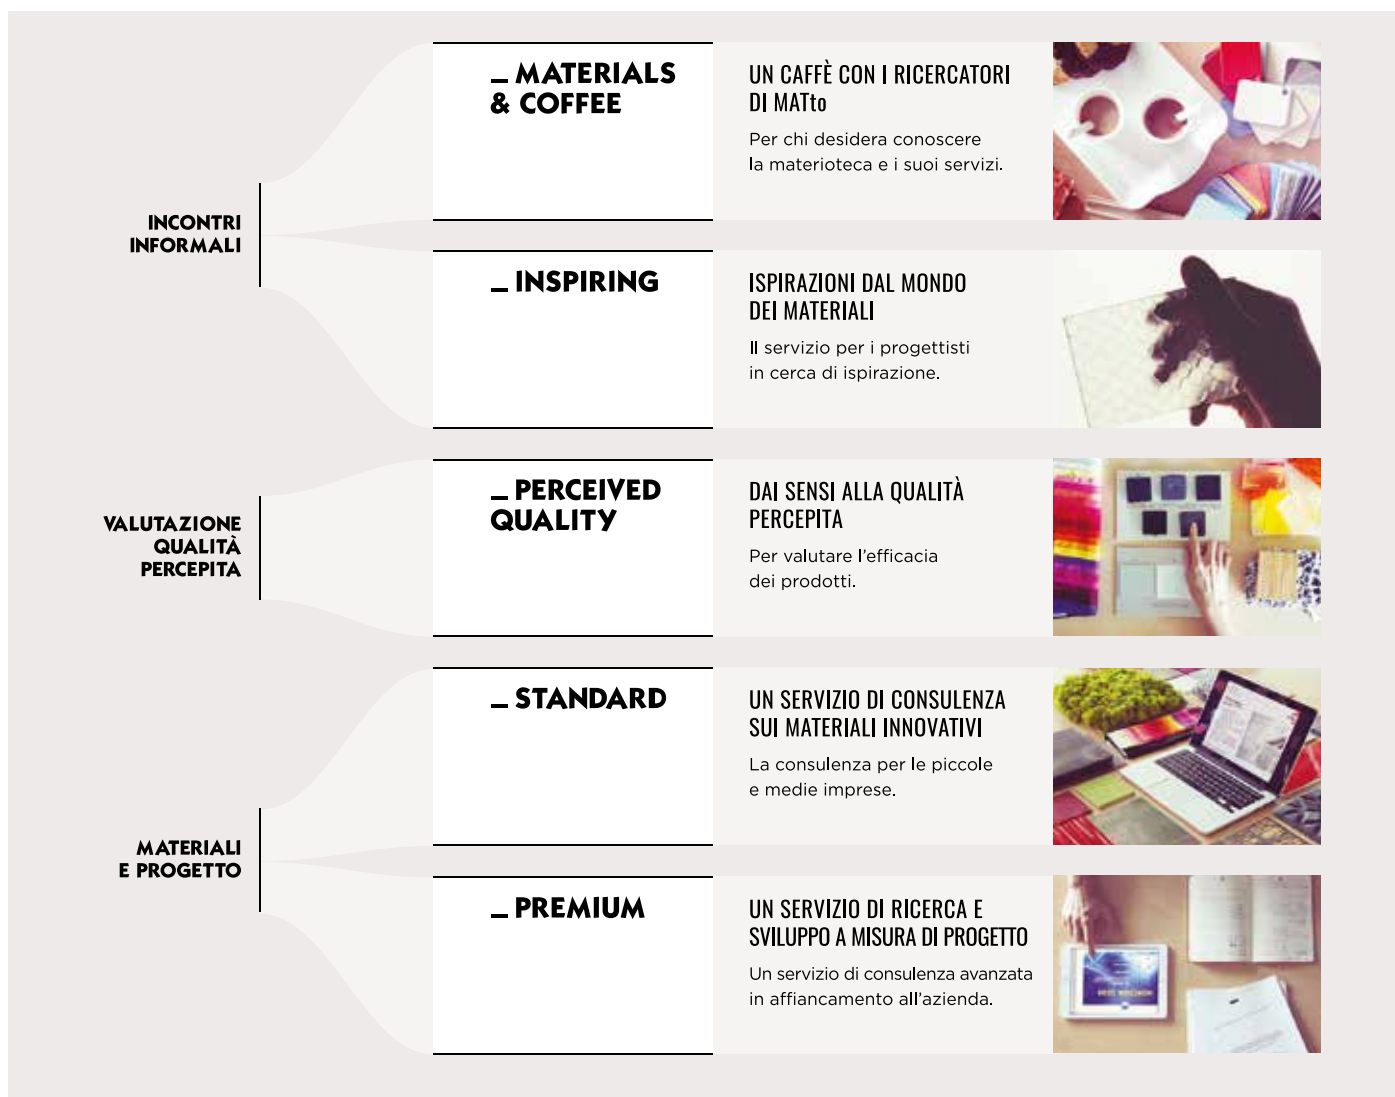 INCONTRI
INFORMALI
_ MATERIALS
& COFFEE
UN CAFFÈ CON I RICERCATORI
DI MATto
Per chi desidera conoscere
la materioteca e i suoi servizi.
_ INSPIRING
ISPIRAZIONI DAL MONDO
DEI MATERIALI
Il servizio per i progettisti
in cerca di ispirazione.
VALUTAZIONE
QUALITÀ
PERCEPITA
_ PERCEIVED
QUALITY
DAI SENSI ALLA QUALITÀ
PERCEPITA
Per valutare l’efficacia
dei prodotti.
MATERIALI
E PROGETTO
_ STANDARD
UN SERVIZIO DI CONSULENZA
SUI MATERIALI INNOVATIVI
La consulenza per le piccole
e medie imprese.
_ PREMIUM
UN SERVIZIO DI RICERCA E
SVILUPPO A MISURA DI PROGETTO
Un servizio di consulenza avanzata
in affiancamento all’azienda.